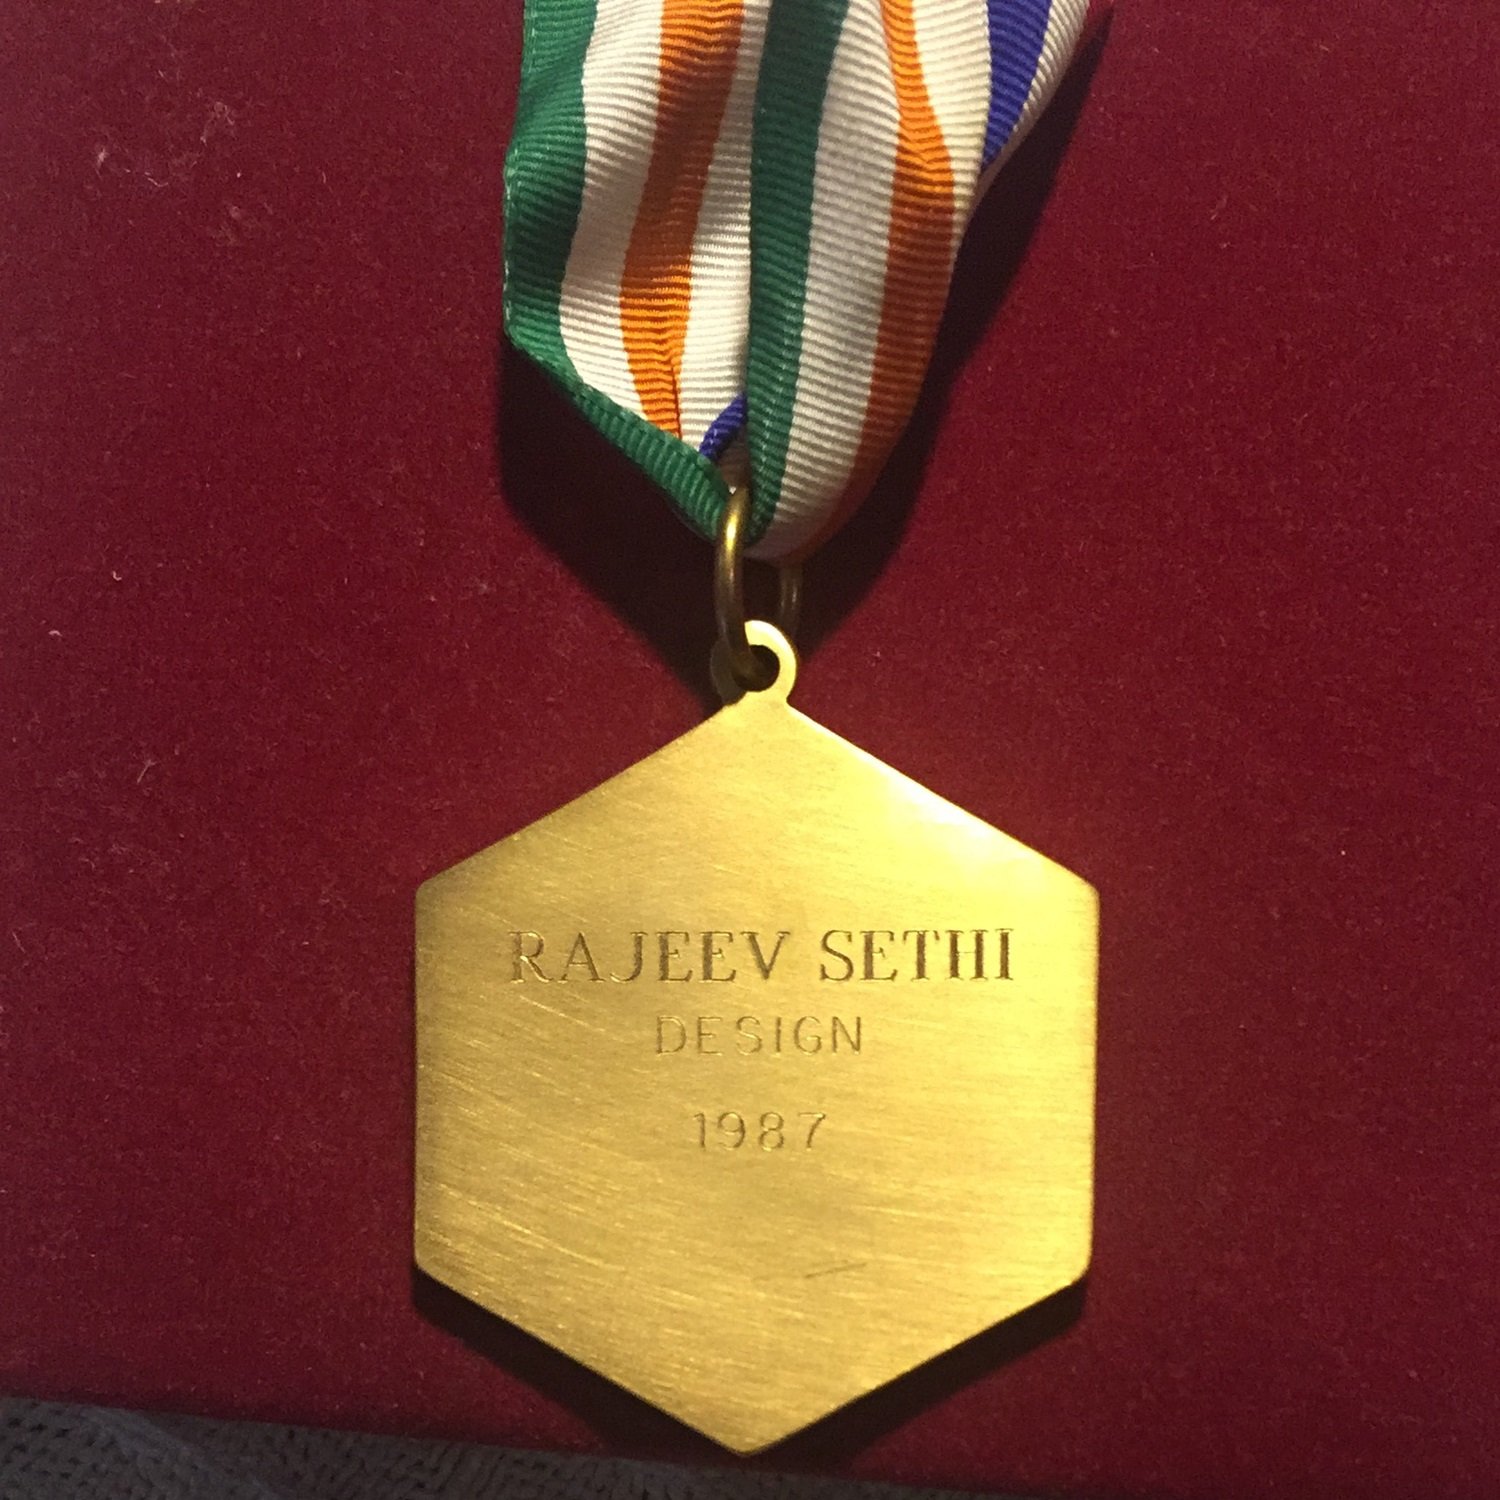 RAJEEV SETHI
DESIGN
1987